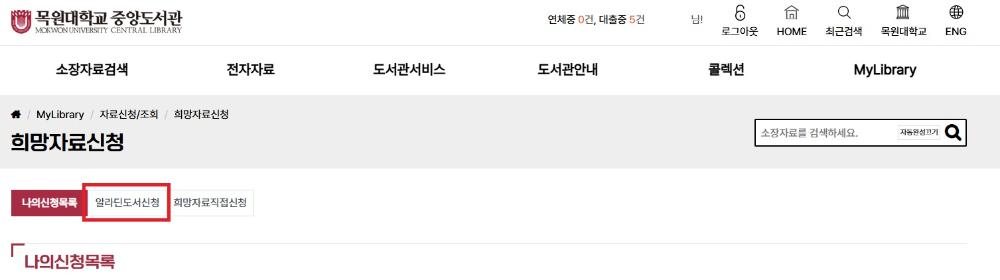 목원대학교 중앙도서관
MOKWON UNIVERSITY CENTRAL LIBRARY
연체중 0건, 대출중 5건 님!
로그아웃 HOME 최근검색 목원대학교 ENG
소장자료검색 전자자료 도서관서비스 도서관안내 콜렉션 MyLibrary
/ MyLibrary / 자료신청/조회 / 희망자료신청
희망자료신청
소장자료를 검색하세요. 자동완성끄기
나의신청목록 알라딘도서신청 희망자료직접신청
나의신청목록